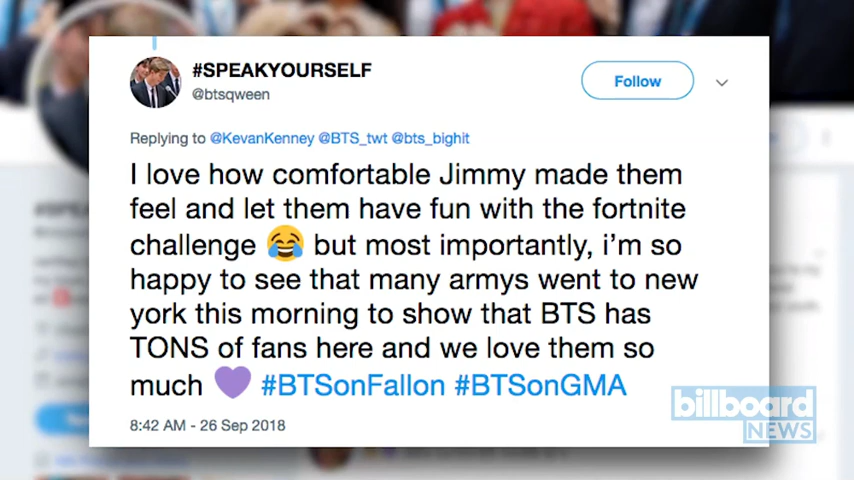 #SPEAKYOURSELF
@btsqween
Follow
Replying to @KevanKenney @BTS_twt @bts_bighit
I love how comfortable Jimmy made them
feel and let them have fun with the fortnite
challenge 😂 but most importantly, i'm so
happy to see that many armys went to new
york this morning to show that BTS has
TONS of fans here and we love them so
much 💜 #BTSonFallon #BTSonGMA
8:42 AM - 26 Sep 2018
billboard
NEWS